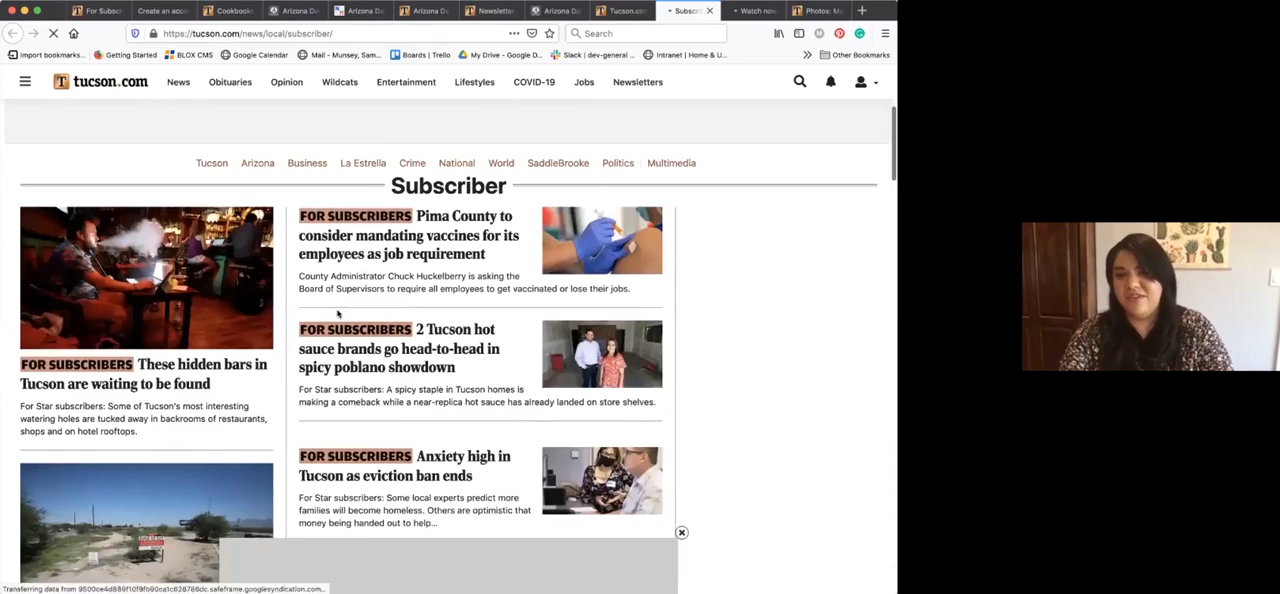 For Subscr
Create an acco
Cookbook
Arizona Da
Arizona Da
Arizona Da
Newsletter
Arizona Da
Tucson.com
Subscri
Watch now
Photos: M
https://tucson.com/news/local/subscriber/
Search
Import bookmarks...
Getting Started
BLOX CMS
Google Calendar
Mail - Munsey, Sam...
Boards | Trello
My Drive - Google D...
Slack | dev-general ...
Intranet | Home & U...
Other Bookmarks
tucson.com
News
Obituaries
Opinion
Wildcats
Entertainment
Lifestyles
COVID-19
Jobs
Newsletters
Tucson
Arizona
Business
La Estrella
Crime
National
World
SaddleBrooke
Politics
Multimedia
Subscriber
FOR SUBSCRIBERS These hidden bars in
Tucson are waiting to be found
For Star subscribers: Some of Tucson's most interesting
watering holes are tucked away in backrooms of restaurants,
shops and on hotel rooftops.
FOR SUBSCRIBERS Pima County to
consider mandating vaccines for its
employees as job requirement
County Administrator Chuck Huckelberry is asking the
Board of Supervisors to require all employees to get vaccinated or lose their jobs.
FOR SUBSCRIBERS 2 Tucson hot
sauce brands go head-to-head in
spicy poblano showdown
For Star subscribers: A spicy staple in Tucson homes is
making a comeback while a near-replica hot sauce has already landed on store shelves.
FOR SUBSCRIBERS Anxiety high in
Tucson as eviction ban ends
For Star subscribers: Some local experts predict more
families will become homeless. Others are optimistic that
money being handed out to help...